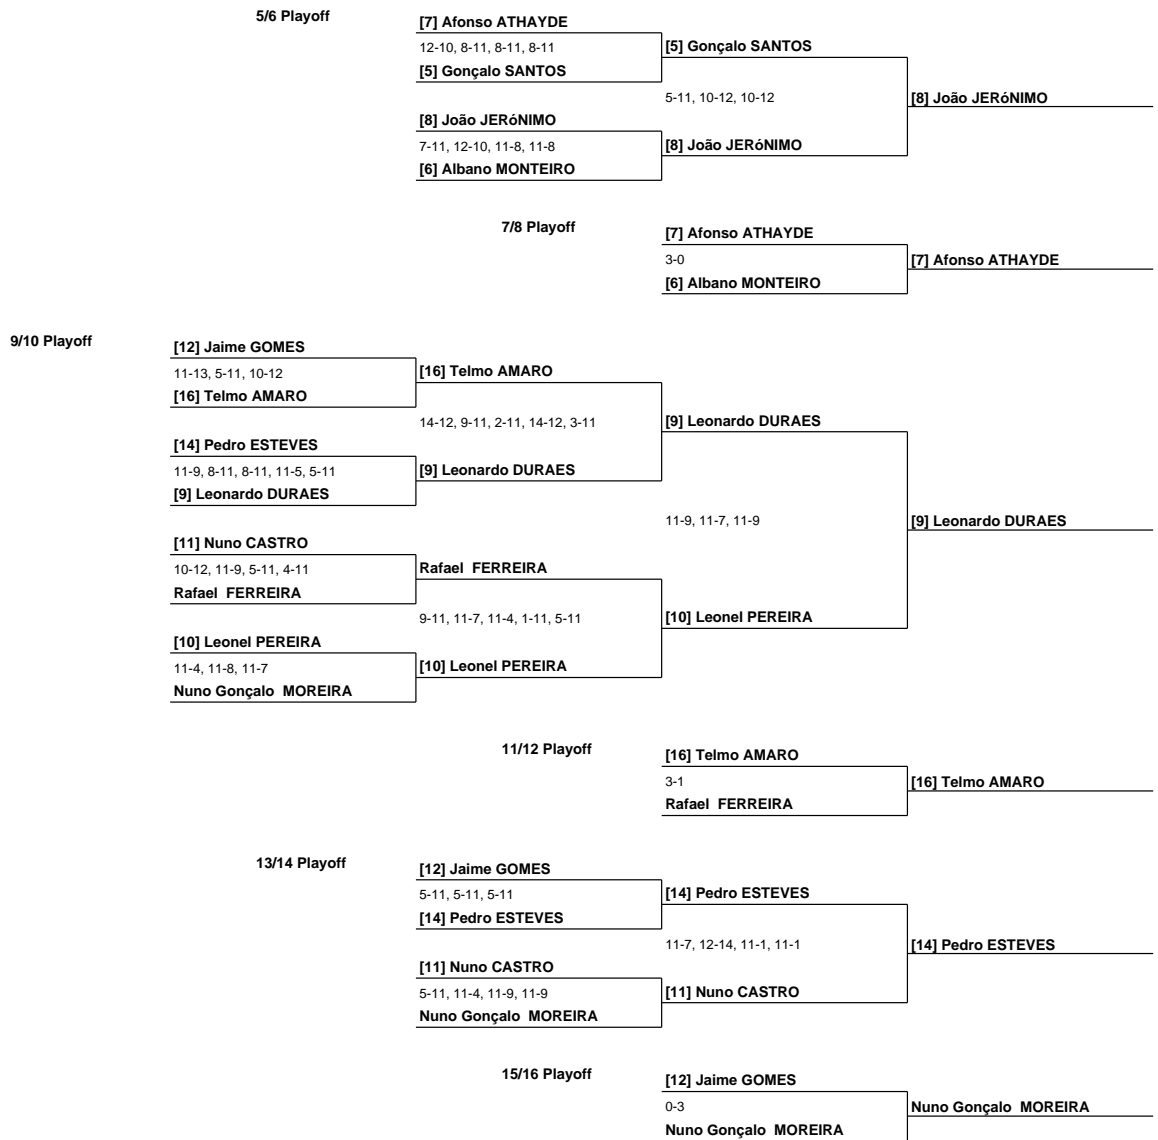 5/6 Playoff
[7] Afonso ATHAYDE
12-10, 8-11, 8-11, 8-11
[5] Gonçalo SANTOS
[5] Gonçalo SANTOS
5-11, 10-12, 10-12
[8] João JERóNIMO
[8] João JERóNIMO
7-11, 12-10, 11-8, 11-8
[8] João JERóNIMO
[6] Albano MONTEIRO
7/8 Playoff
[7] Afonso ATHAYDE
3-0
[7] Afonso ATHAYDE
[6] Albano MONTEIRO
9/10 Playoff
[12] Jaime GOMES
11-13, 5-11, 10-12
[16] Telmo AMARO
[16] Telmo AMARO
14-12, 9-11, 2-11, 14-12, 3-11
[9] Leonardo DURAES
[14] Pedro ESTEVES
11-9, 8-11, 8-11, 11-5, 5-11
[9] Leonardo DURAES
[9] Leonardo DURAES
11-9, 11-7, 11-9
[9] Leonardo DURAES
[11] Nuno CASTRO
10-12, 11-9, 5-11, 4-11
Rafael FERREIRA
Rafael FERREIRA
9-11, 11-7, 11-4, 1-11, 5-11
[10] Leonel PEREIRA
[10] Leonel PEREIRA
11-4, 11-8, 11-7
[10] Leonel PEREIRA
Nuno Gonçalo MOREIRA
11/12 Playoff
[16] Telmo AMARO
3-1
[16] Telmo AMARO
Rafael FERREIRA
13/14 Playoff
[12] Jaime GOMES
5-11, 5-11, 5-11
[14] Pedro ESTEVES
[14] Pedro ESTEVES
11-7, 12-14, 11-1, 11-1
[14] Pedro ESTEVES
[11] Nuno CASTRO
5-11, 11-4, 11-9, 11-9
[11] Nuno CASTRO
Nuno Gonçalo MOREIRA
15/16 Playoff
[12] Jaime GOMES
0-3
Nuno Gonçalo MOREIRA
Nuno Gonçalo MOREIRA